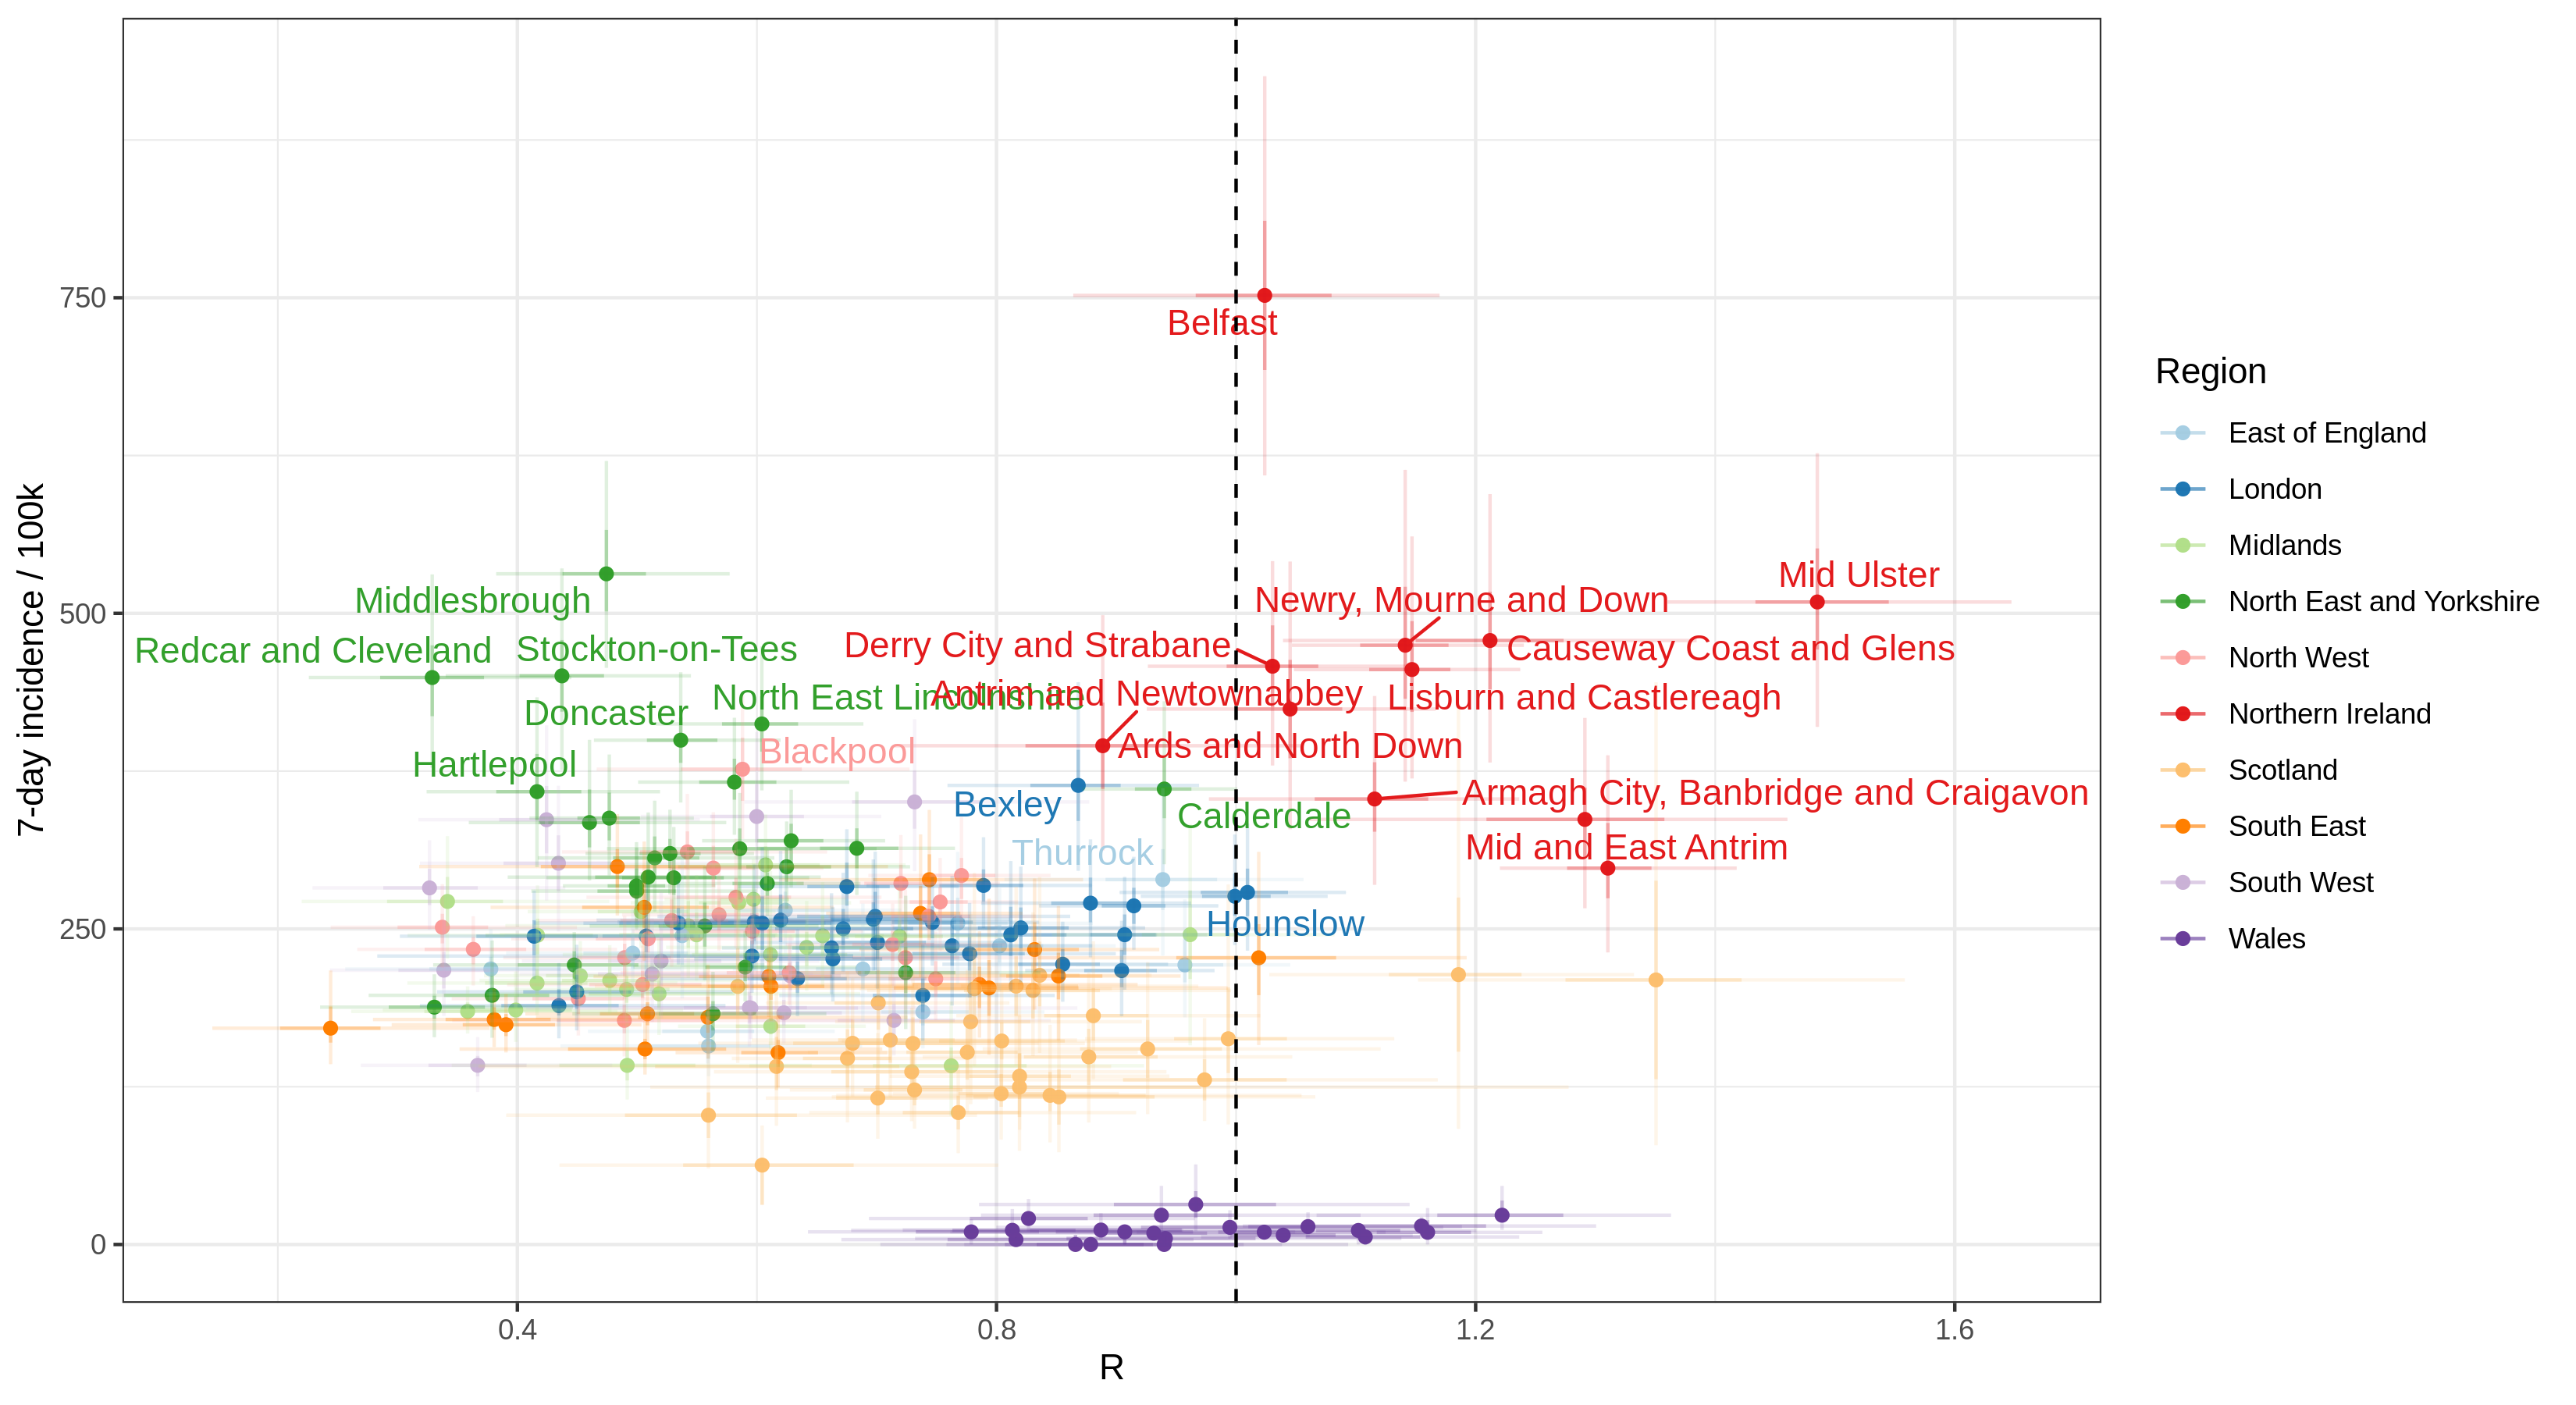 750
500
250
0
7-day incidence / 100k
Belfast
Mid Ulster
Newry, Mourne and Down
Middlesbrough
Derry City and Strabane
Causeway Coast and Glens
Redcar and Cleveland
Stockton-on-Tees
North East Lincolnshire
Antrim and Newtownabbey
Lisburn and Castlereagh
Doncaster
Blackpool
Ards and North Down
Hartlepool
Bexley
Armagh City, Banbridge and Craigavon
Calderdale
Thurrock
Mid and East Antrim
Hounslow
0.4
0.8
1.2
1.6
R
Region
East of England
London
Midlands
North East and Yorkshire
North West
Northern Ireland
Scotland
South East
South West
Wales